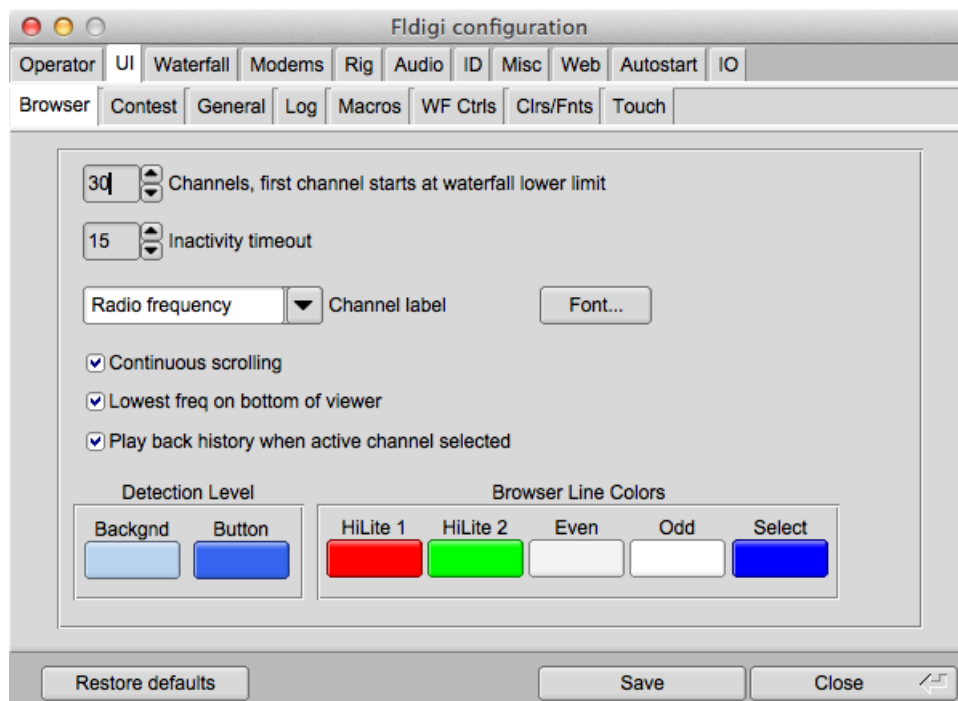 Fldigi configuration
Operator UI Waterfall Modems Rig Audio ID Misc Web Autostart IO
Browser Contest General Log Macros WF Ctrls Clrs/Fnts Touch
30 Channels, first channel starts at waterfall lower limit
15 Inactivity timeout
Radio frequency Channel label Font...
Continuous scrolling
Lowest freq on bottom of viewer
Play back history when active channel selected
Detection Level Browser Line Colors
Backgnd Button HiLite 1 HiLite 2 Even Odd Select
Restore defaults Save Close